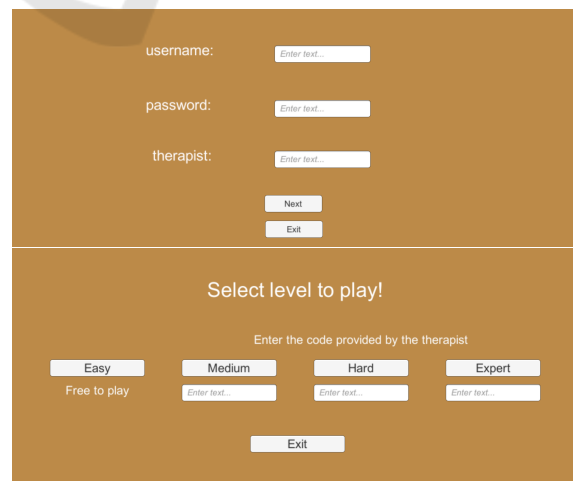 username: Enter text...
password: Enter text...
therapist: Enter text...
Next
Exit
Select level to play!
Enter the code provided by the therapist
Easy Medium Hard Expert
Free to play Enter text... Enter text... Enter text...
Exit